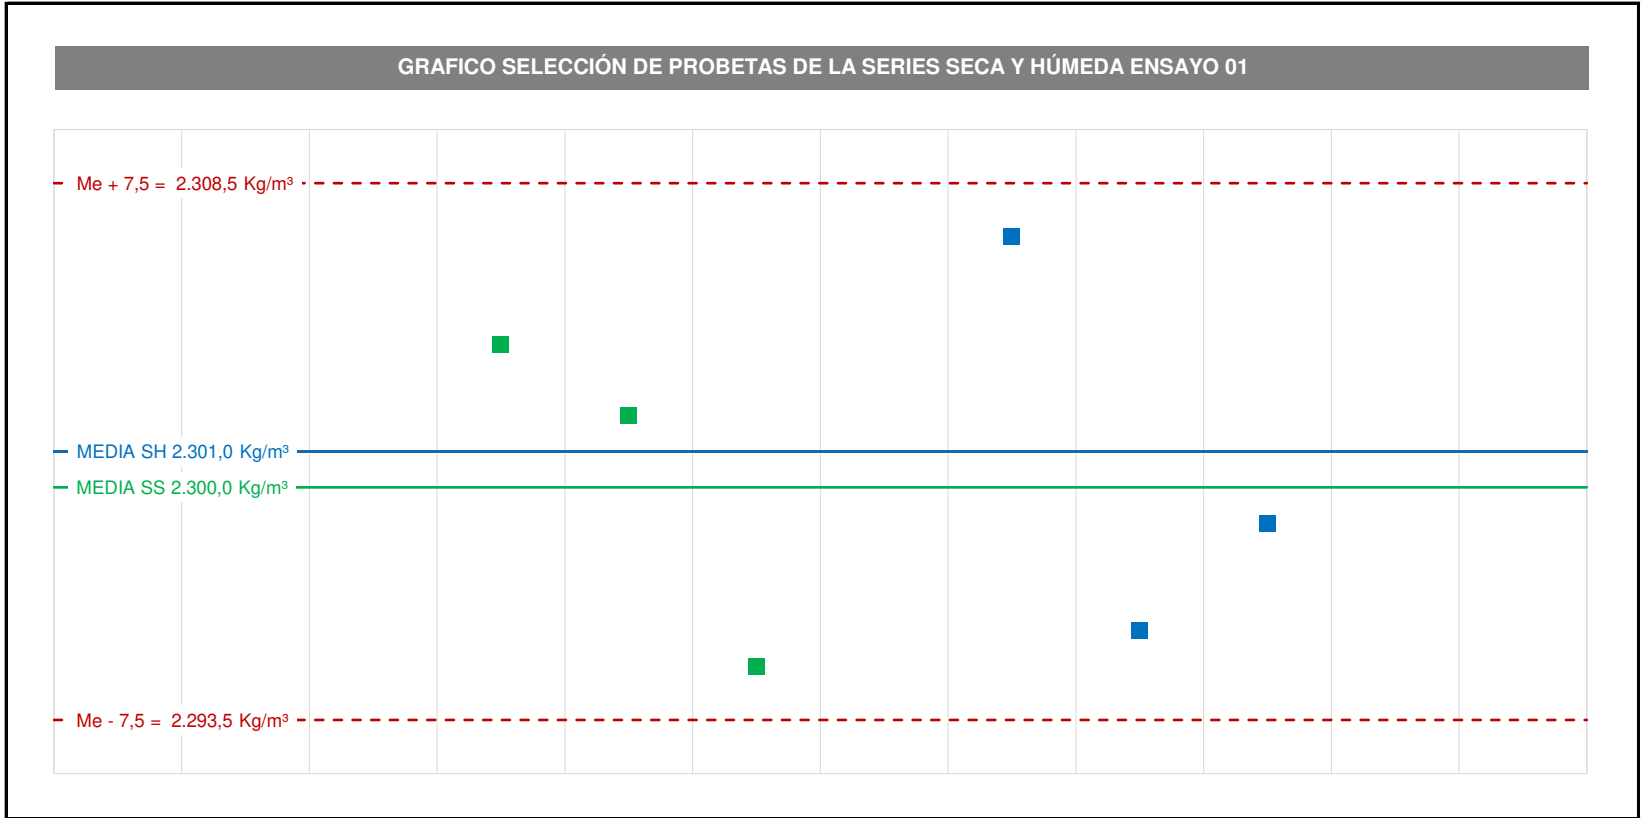 GRAFICO SELECCIÓN DE PROBETAS DE LA SERIES SECA Y HÚMEDA ENSAYO 01
Me + 7,5 = 2.308,5 Kg/m³
MEDIA SH 2.301,0 Kg/m³
MEDIA SS 2.300,0 Kg/m³
Me - 7,5 = 2.293,5 Kg/m³